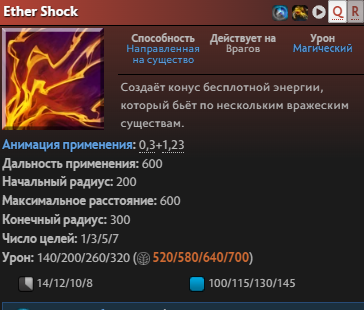 Ether Shock
Q R
Способность Действует на Урон
Направленная на существо Врагов Магический
Создаёт конус бесплотной энергии,
который бьёт по нескольким вражеским
существам.
Анимация применения: 0,3+1,23
Дальность применения: 600
Начальный радиус: 200
Максимальное расстояние: 600
Конечный радиус: 300
Число целей: 1/3/5/7
Урон: 140/200/260/320 (520/580/640/700)
14/12/10/8 100/115/130/145